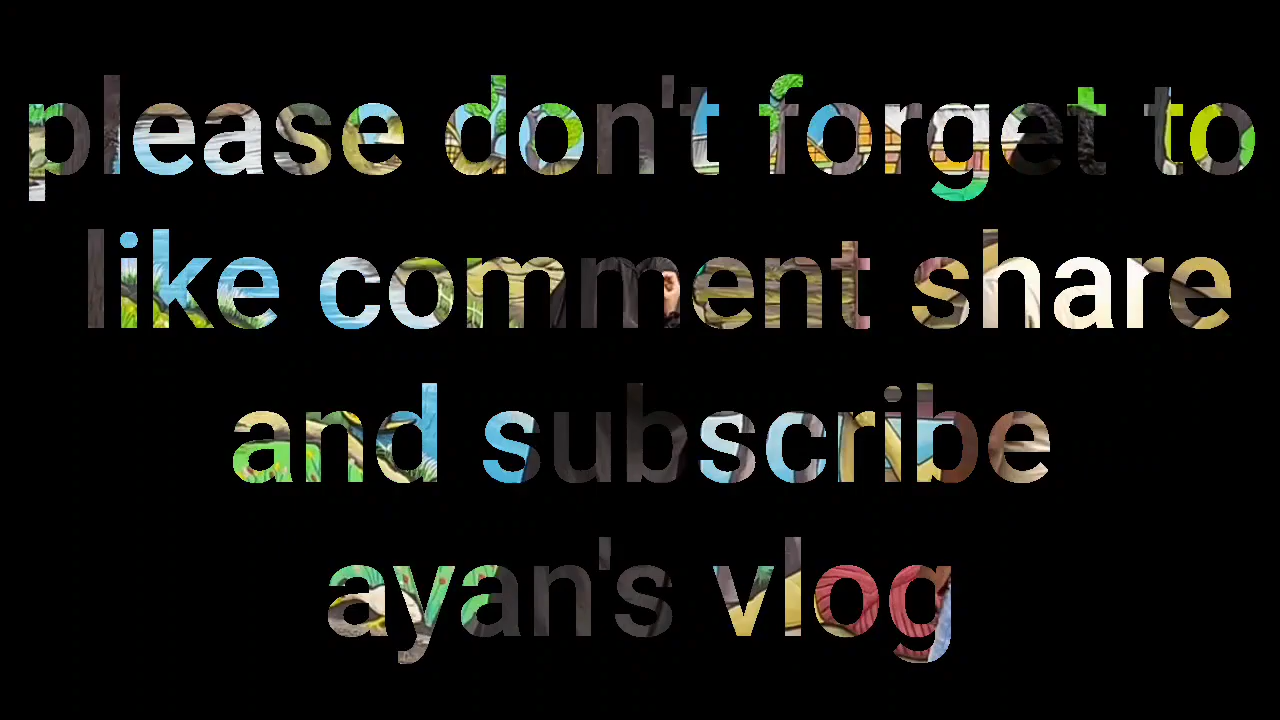 please don't forget to
like comment share
and subscribe
ayan's vlog